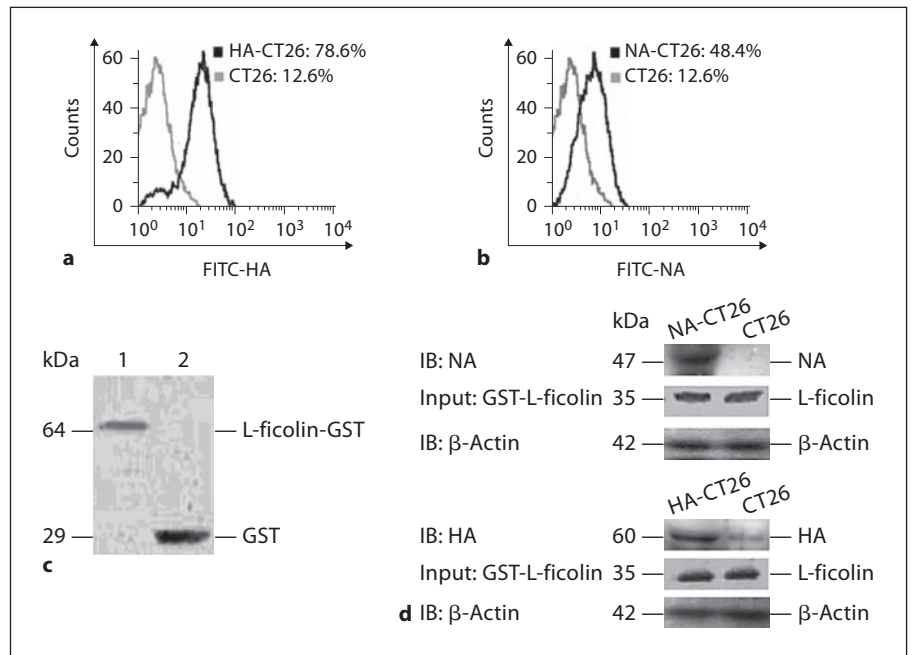 HA-CT26: 78.6%
CT26: 12.6%
60
40
20
0
Counts
10⁰ 10¹ 10² 10³ 10⁴
FITC-HA
a
NA-CT26: 48.4%
CT26: 12.6%
60
40
20
0
Counts
10⁰ 10¹ 10² 10³ 10⁴
FITC-NA
b
kDa 1 2
64 L-ficolin-GST
29 GST
c
kDa NA-CT26 CT26
IB: NA 47 NA
Input: GST-L-ficolin 35 L-ficolin
IB: β-Actin 42 β-Actin
HA-CT26 CT26
IB: HA 60 HA
Input: GST-L-ficolin 35 L-ficolin
d IB: β-Actin 42 β-Actin